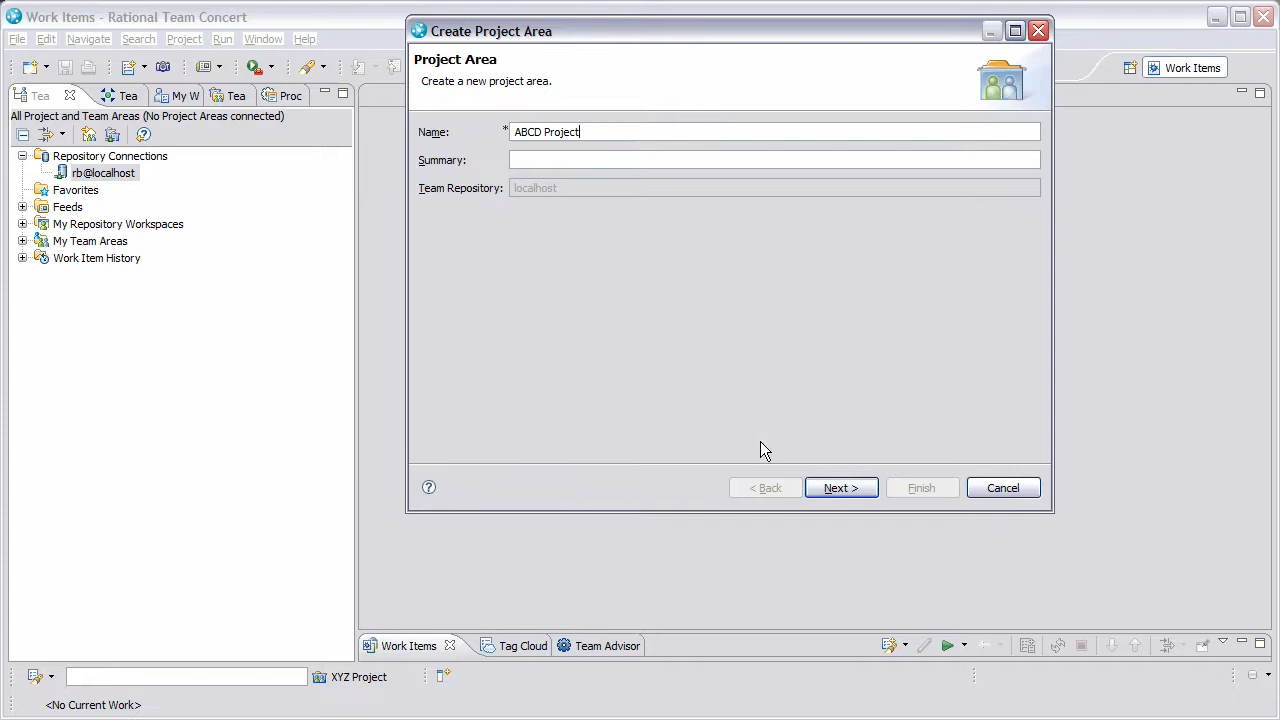 Work Items - Rational Team Concert
File Edit Navigate Search Project Run Window Help
Work Items
Tea Tea My W Tea Proc
All Project and Team Areas (No Project Areas connected)
Repository Connections
rb@localhost
Favorites
Feeds
My Repository Workspaces
My Team Areas
Work Item History
Create Project Area
Project Area
Create a new project area.
Name: * ABCD Project
Summary:
Team Repository: localhost
< Back Next > Finish Cancel
Work Items Tag Cloud Team Advisor
XYZ Project
<No Current Work>